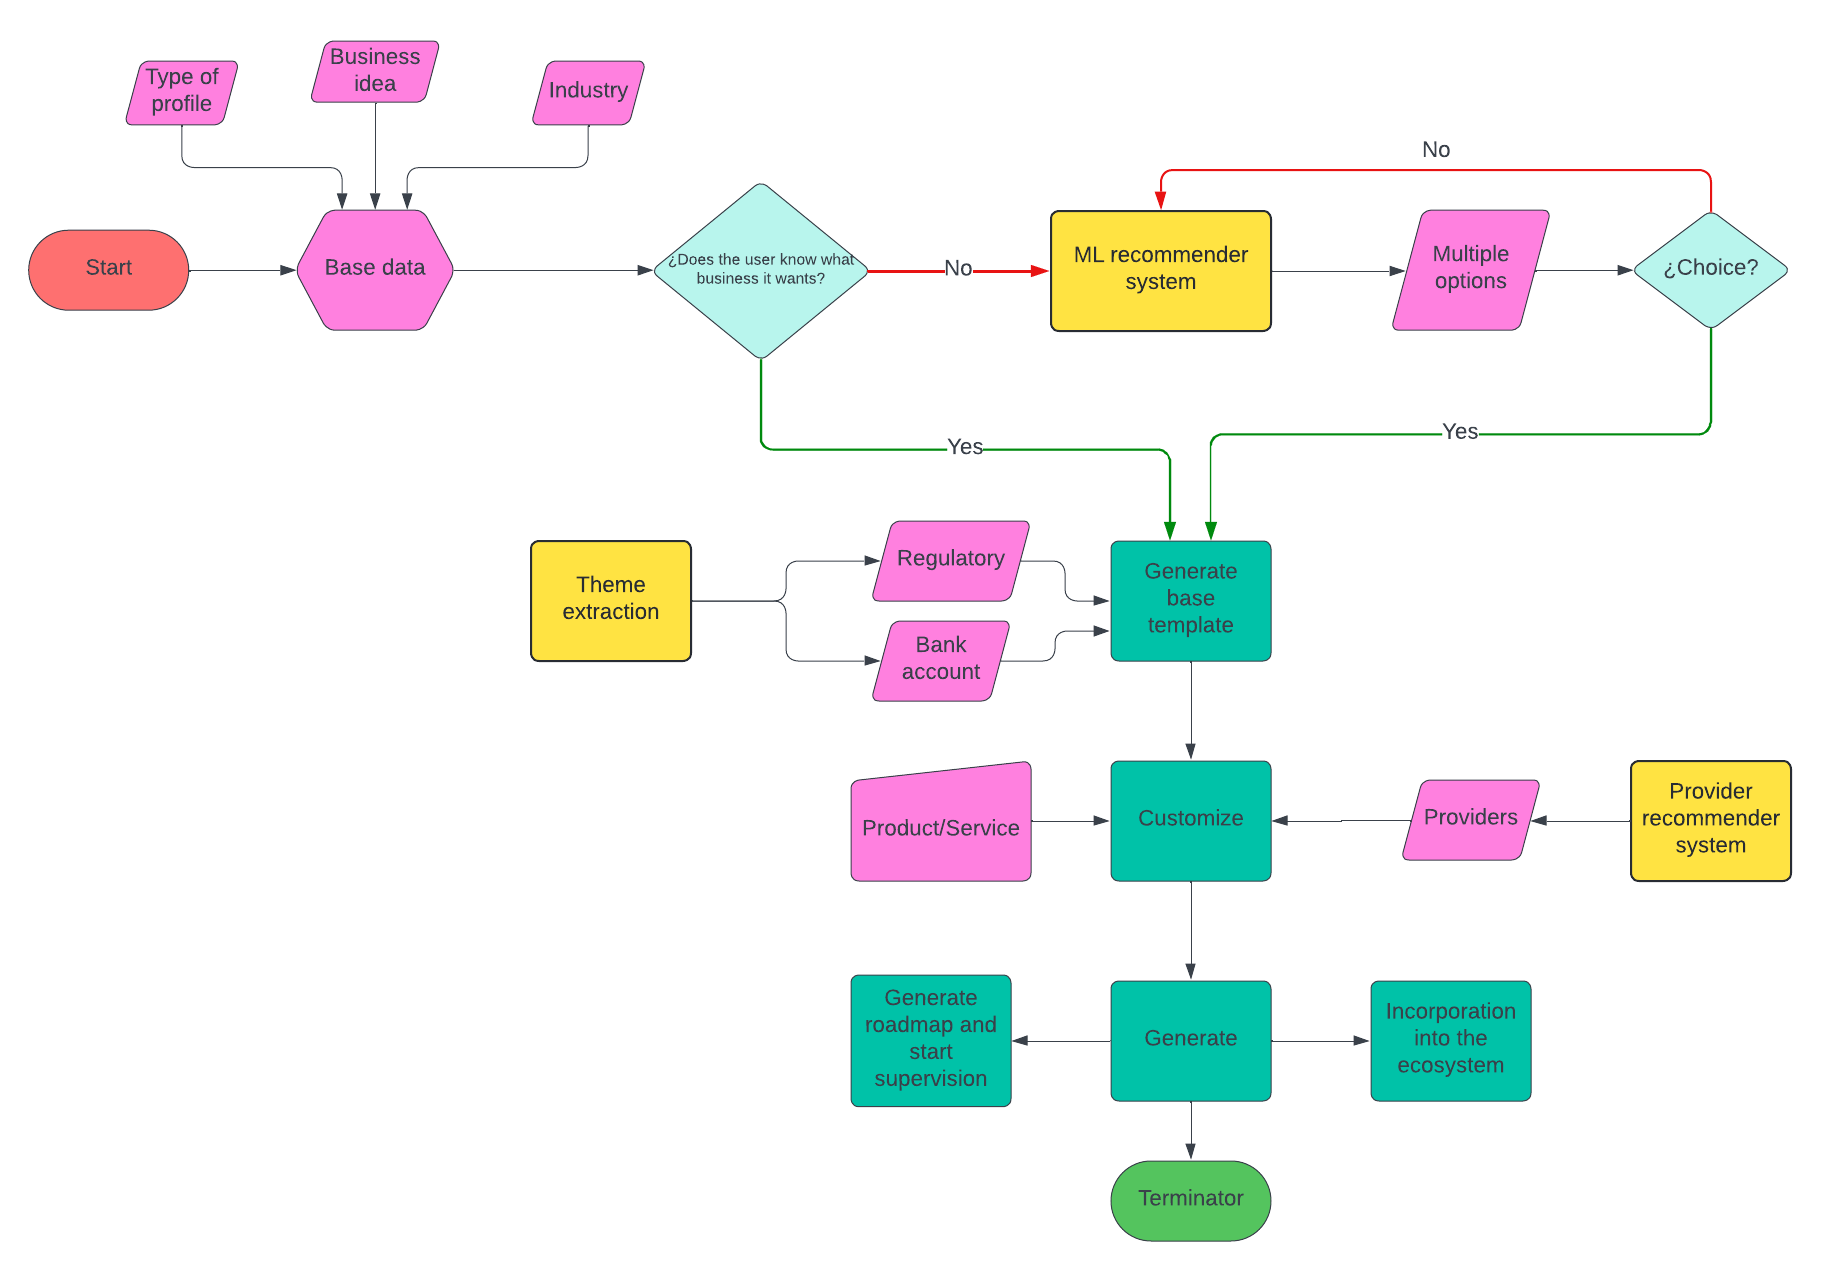 Type of
profile
Business
idea
Industry
No
Start
Base data
¿Does the user know what
business it wants?
No
ML recommender
system
Multiple
options
¿Choice?
Yes
Yes
Theme
extraction
Regulatory
Bank
account
Generate
base
template
Product/Service
Customize
Providers
Provider
recommender
system
Generate
roadmap and
start
supervision
Generate
Incorporation
into the
ecosystem
Terminator